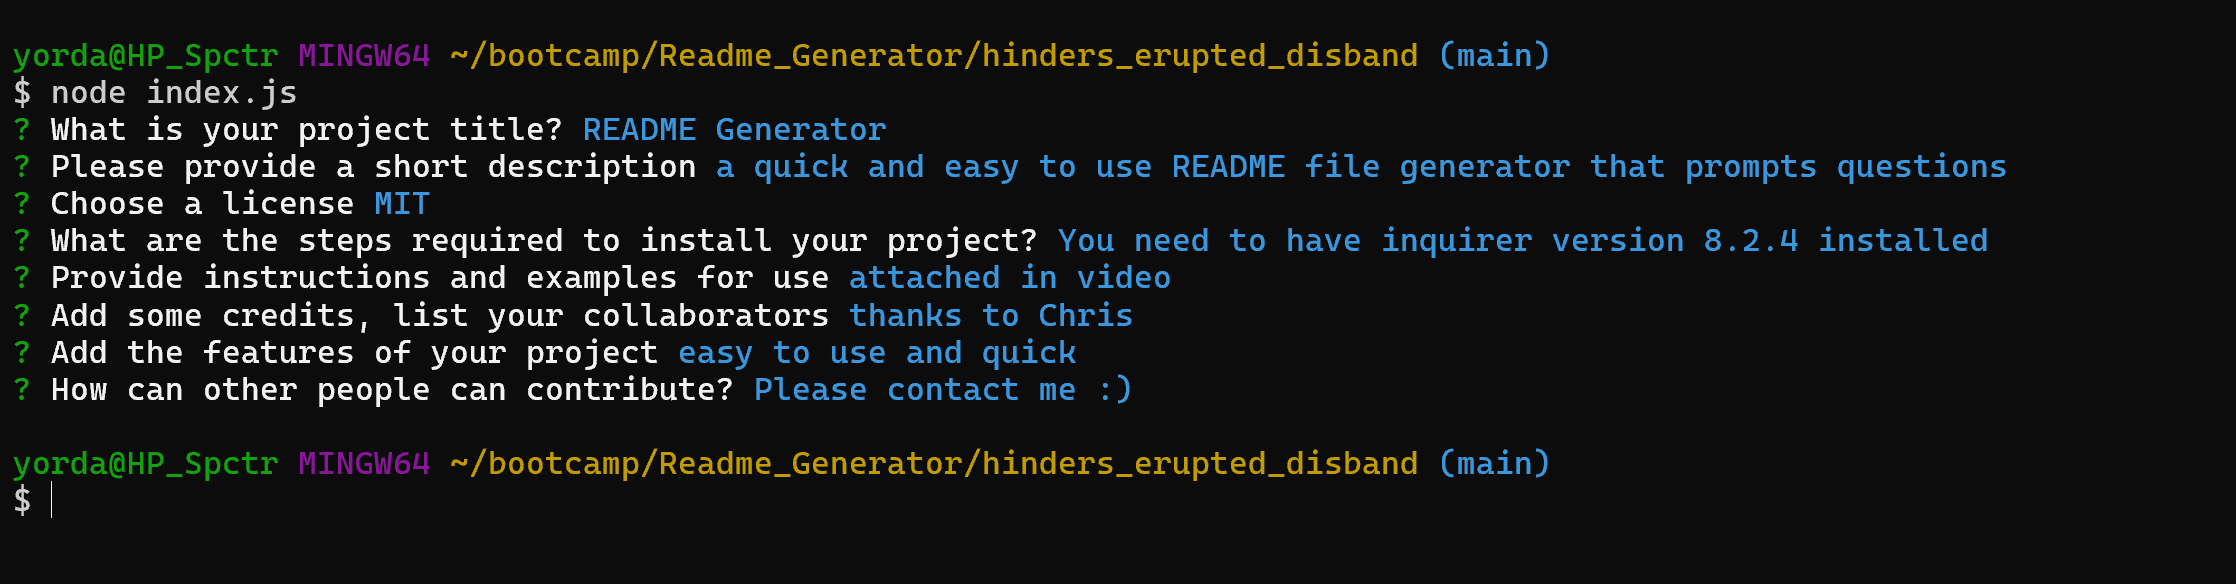 yorda@HP_Spctr MINGW64 ~/bootcamp/Readme_Generator/hinders_erupted_disband (main)
$ node index.js
? What is your project title? README Generator
? Please provide a short description a quick and easy to use README file generator that prompts questions
? Choose a license MIT
? What are the steps required to install your project? You need to have inquirer version 8.2.4 installed
? Provide instructions and examples for use attached in video
? Add some credits, list your collaborators thanks to Chris
? Add the features of your project easy to use and quick
? How can other people can contribute? Please contact me :)
yorda@HP_Spctr MINGW64 ~/bootcamp/Readme_Generator/hinders_erupted_disband (main)
$